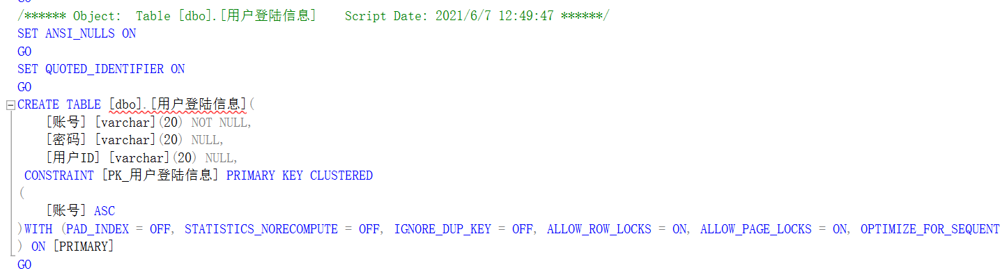 GO
/****** Object:  Table [dbo].[用户登陆信息]    Script Date: 2021/6/7 12:49:47 ******/
SET ANSI_NULLS ON
GO
SET QUOTED_IDENTIFIER ON
GO
CREATE TABLE [dbo].[用户登陆信息](
    [账号] [varchar](20) NOT NULL,
    [密码] [varchar](20) NULL,
    [用户ID] [varchar](20) NULL,
 CONSTRAINT [PK_用户登陆信息] PRIMARY KEY CLUSTERED
(
    [账号] ASC
)WITH (PAD_INDEX = OFF, STATISTICS_NORECOMPUTE = OFF, IGNORE_DUP_KEY = OFF, ALLOW_ROW_LOCKS = ON, ALLOW_PAGE_LOCKS = ON, OPTIMIZE_FOR_SEQUENT
) ON [PRIMARY]
GO